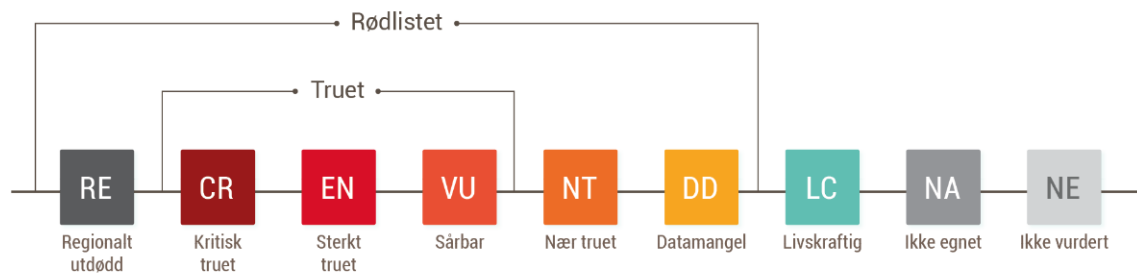 Rødlistet
Truet
RE CR EN VU NT DD LC NA NE
Regionalt Kritisk Sterkt Sårbar Nær truet Datamangel Livskraftig Ikke egnet Ikke vurdert
utdødd truet truet